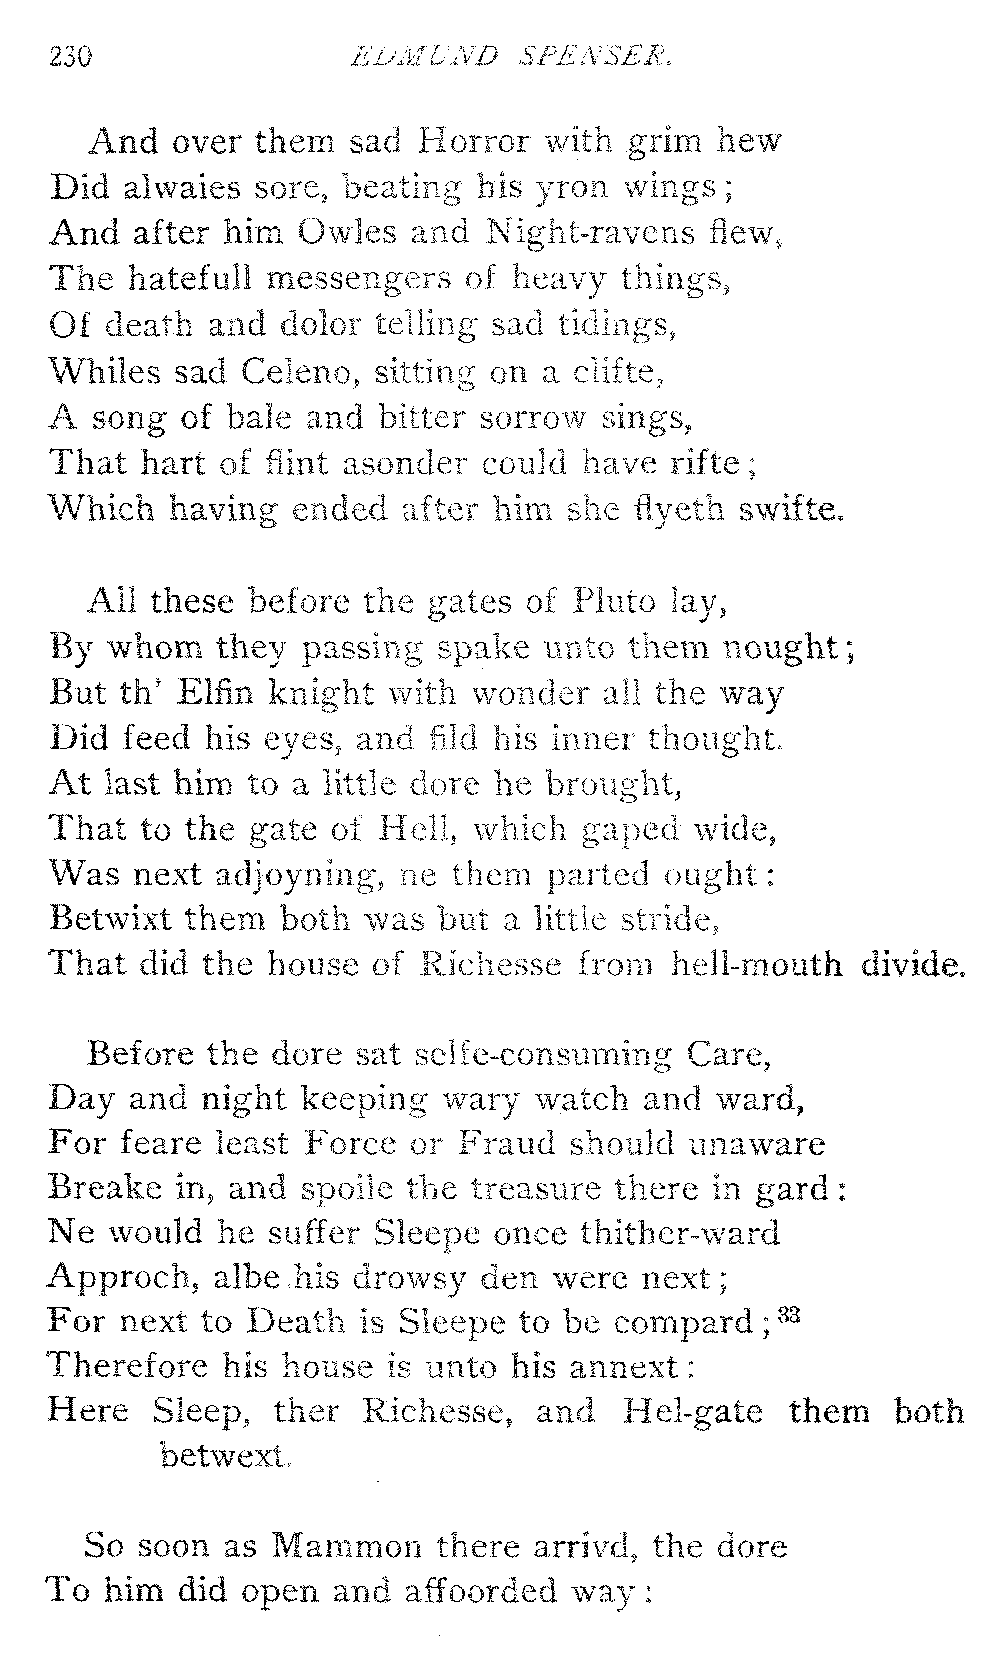 230 EDMUND SPENSER.
And over them sad Horror with grim hew
Did alwaies sore, beating his yron wings;
And after him Owles and Night-ravens flew,
The hatefull messengers of heavy things,
Of death and dolor telling sad tidings,
Whiles sad Celeno, sitting on a clifte,
A song of bale and bitter sorrow sings,
That hart of flint asonder could have rifte;
Which having ended after him she flyeth swifte.
All these before the gates of Pluto lay,
By whom they passing spake unto them nought;
But th' Elfin knight with wonder all the way
Did feed his eyes, and fild his inner thought.
At last him to a little dore he brought,
That to the gate of Hell, which gaped wide,
Was next adjoyning, ne them parted ought:
Betwixt them both was but a little stride,
That did the house of Richesse from hell-mouth divide.
Before the dore sat selfe-consuming Care,
Day and night keeping wary watch and ward,
For feare least Force or Fraud should unaware
Breake in, and spoile the treasure there in gard:
Ne would he suffer Sleepe once thither-ward
Approch, albe his drowsy den were next;
For next to Death is Sleepe to be compard;³³
Therefore his house is unto his annext:
Here Sleep, ther Richesse, and Hel-gate them both
betwext.
So soon as Mammon there arrivd, the dore
To him did open and affoorded way: